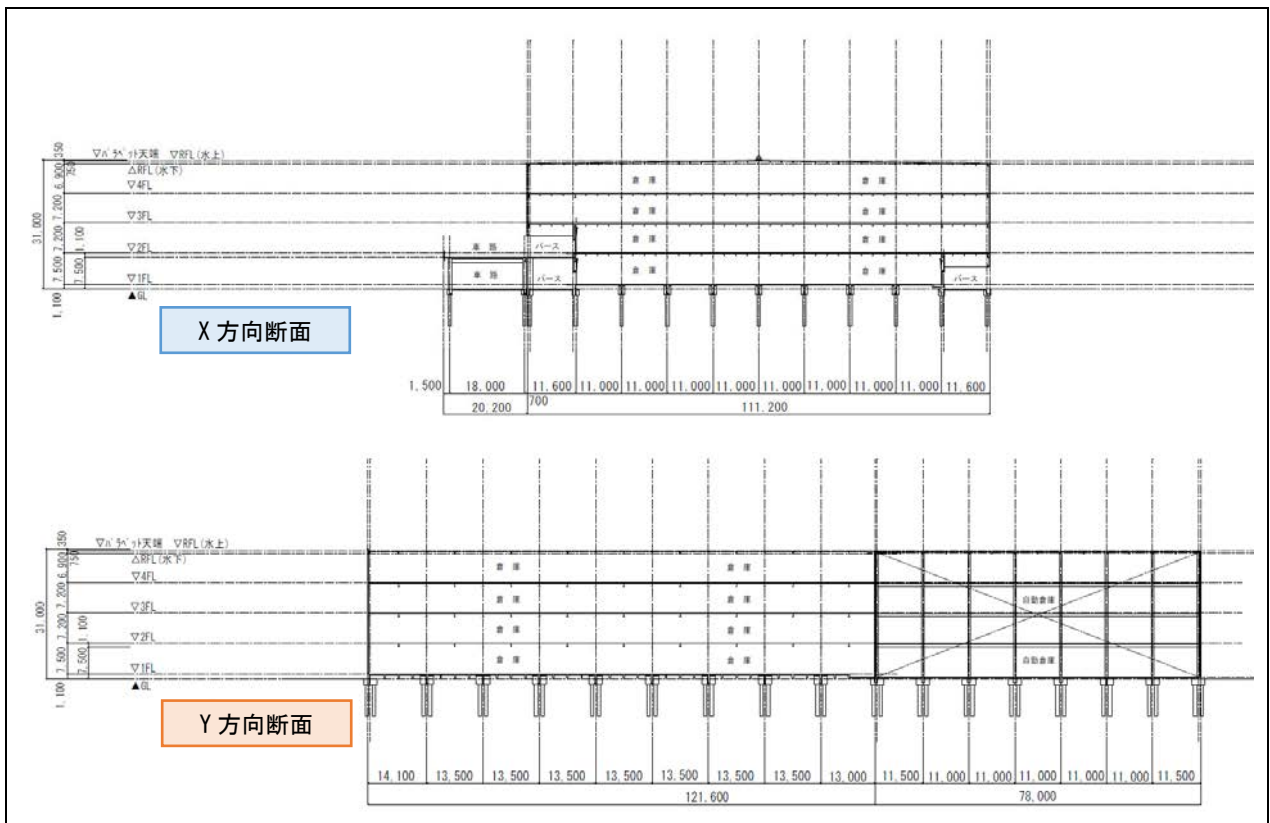 ▽パラペット天端 ▽RFL(水上)
△RFL(水下)
▽4FL
▽3FL
▽2FL
▽1FL
▲GL
350
750
6,900
7,200
7,200
7,500
1,100
31,000
1,100
7,500
倉庫 倉庫
倉庫 倉庫
倉庫 倉庫
倉庫 倉庫
車路 バース
車路 バース
バース
X方向断面
1,500 18,000 11,600 11,000 11,000 11,000 11,000 11,000 11,000 11,000 11,000 11,600
20,200 700 111,200
▽パラペット天端 ▽RFL(水上)
△RFL(水下)
▽4FL
▽3FL
▽2FL
▽1FL
▲GL
350
750
6,900
7,200
7,200
7,500
1,100
31,000
1,100
7,500
倉庫 倉庫
倉庫 倉庫 自動倉庫
倉庫 倉庫
倉庫 倉庫 自動倉庫
Y方向断面
14,100 13,500 13,500 13,500 13,500 13,500 13,500 13,500 13,000 11,500 11,000 11,000 11,000 11,000 11,000 11,500
121,600 78,000